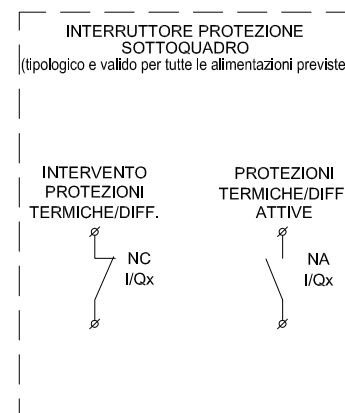 INTERRUTTORE PROTEZIONE
SOTTOQUADRO
(tipologico e valido per tutte le alimentazioni previste
INTERVENTO
PROTEZIONI
TERMICHE/DIFF.
NC
I/Qx
PROTEZIONI
TERMICHE/DIFF
ATTIVE
NA
I/Qx